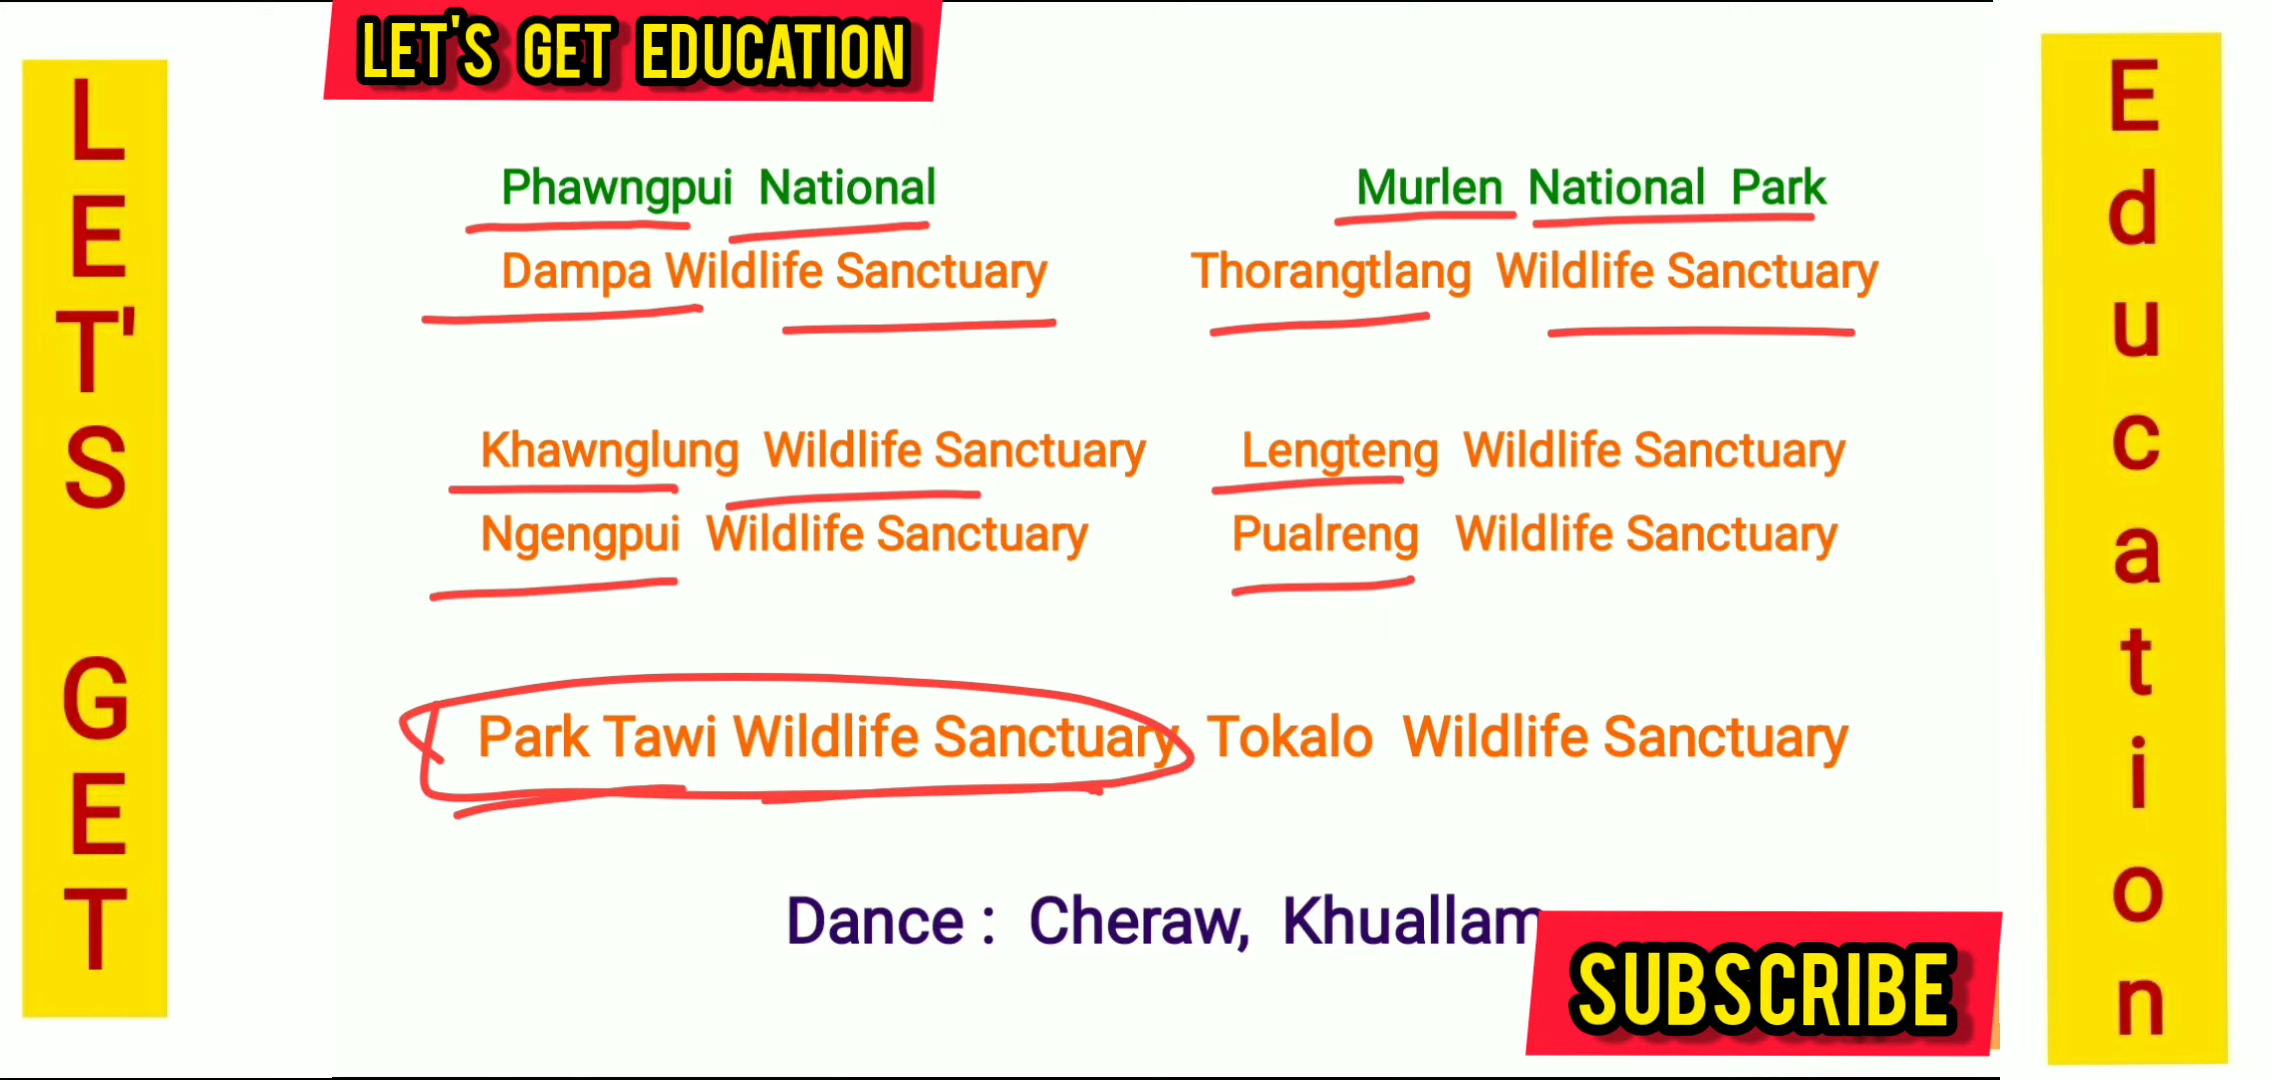 LET'S GET EDUCATION
LET'S GET
Phawngpui National
Murlen National Park
Dampa Wildlife Sanctuary
Thorangtlang Wildlife Sanctuary
Khawnglung Wildlife Sanctuary
Lengteng Wildlife Sanctuary
Ngengpui Wildlife Sanctuary
Pualreng Wildlife Sanctuary
Park Tawi Wildlife Sanctuary
Tokalo Wildlife Sanctuary
Dance : Cheraw, Khuallam
SUBSCRIBE
Education